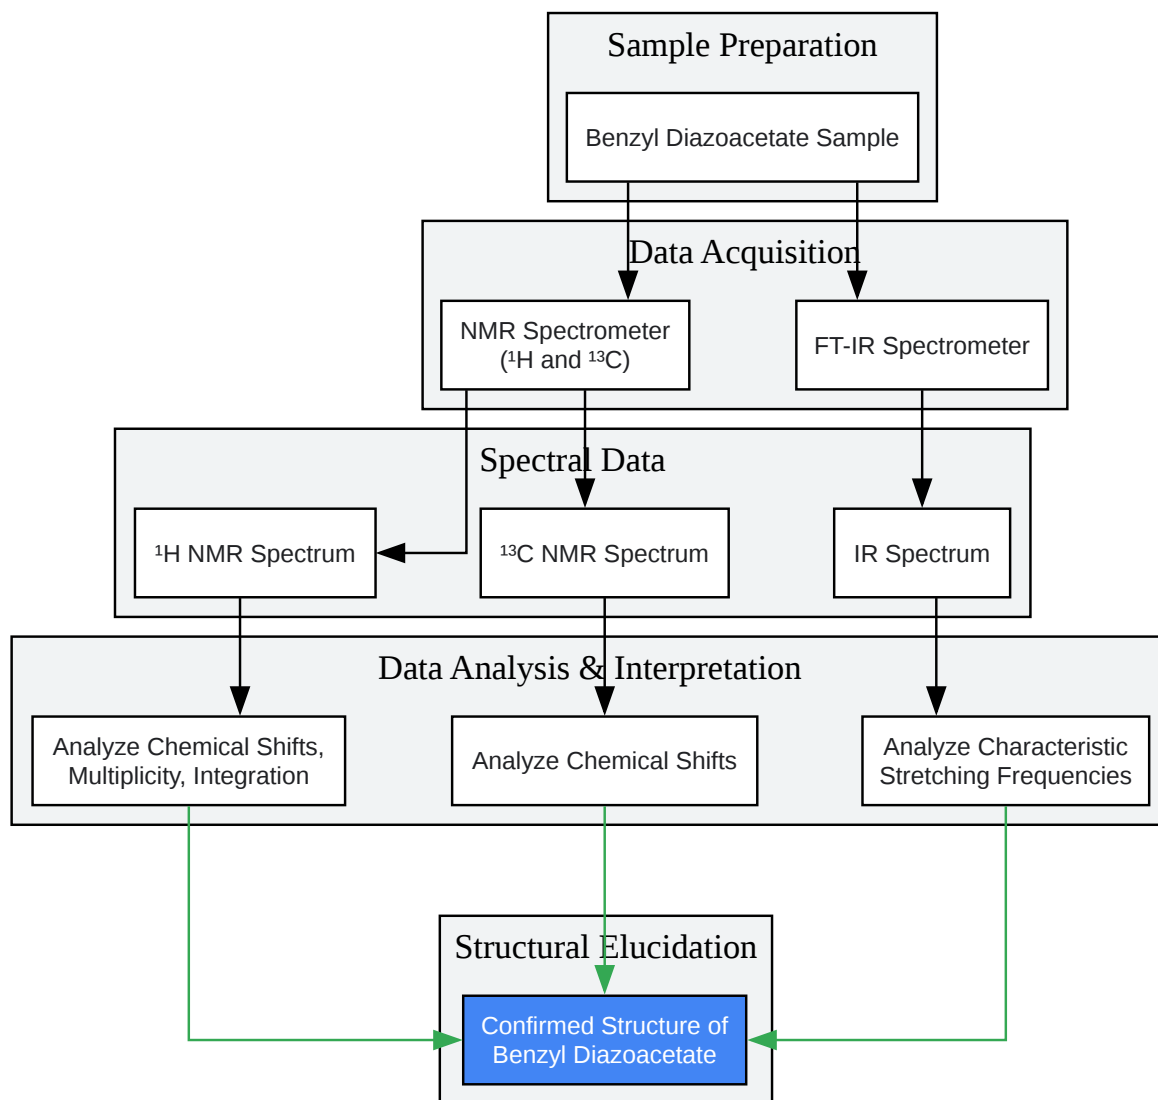 Sample Preparation
Benzyl Diazoacetate Sample
Data Acquisition
NMR Spectrometer
(¹H and ¹³C)
FT-IR Spectrometer
Spectral Data
¹H NMR Spectrum
¹³C NMR Spectrum
IR Spectrum
Data Analysis & Interpretation
Analyze Chemical Shifts,
Multiplicity, Integration
Analyze Chemical Shifts
Analyze Characteristic
Stretching Frequencies
Structural Elucidation
Confirmed Structure of
Benzyl Diazoacetate